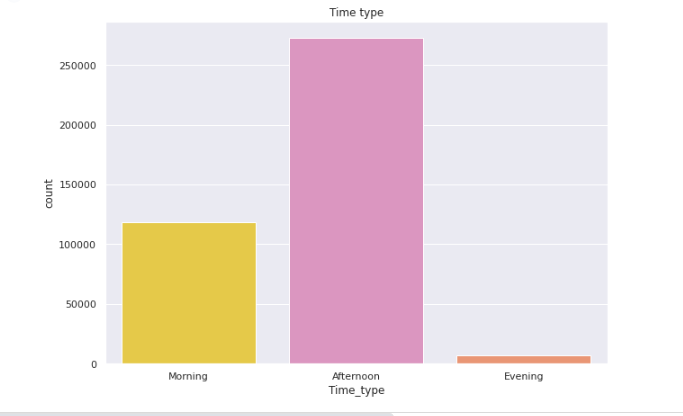 Time type
count
250000
200000
150000
100000
50000
0
Morning
Afternoon
Evening
Time_type